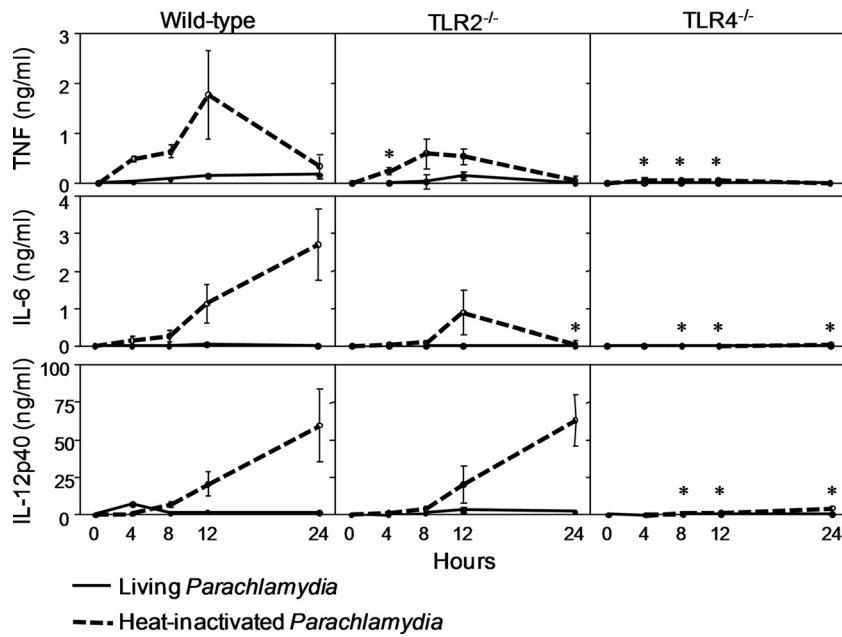 Wild-type TLR2-/- TLR4-/-
TNF (ng/ml)
3
2
1
0
* * * *
IL-6 (ng/ml)
4
3
2
1
0
* * * *
IL-12p40 (ng/ml)
100
75
50
25
0
* * *
0 4 8 12 24 0 4 8 12 24 0 4 8 12 24
Hours
Living Parachlamydia
Heat-inactivated Parachlamydia